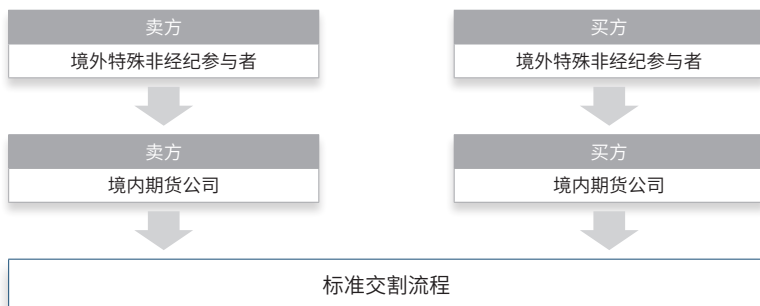 卖方
买方
境外特殊非经纪参与者
境外特殊非经纪参与者
卖方
买方
境内期货公司
境内期货公司
标准交割流程